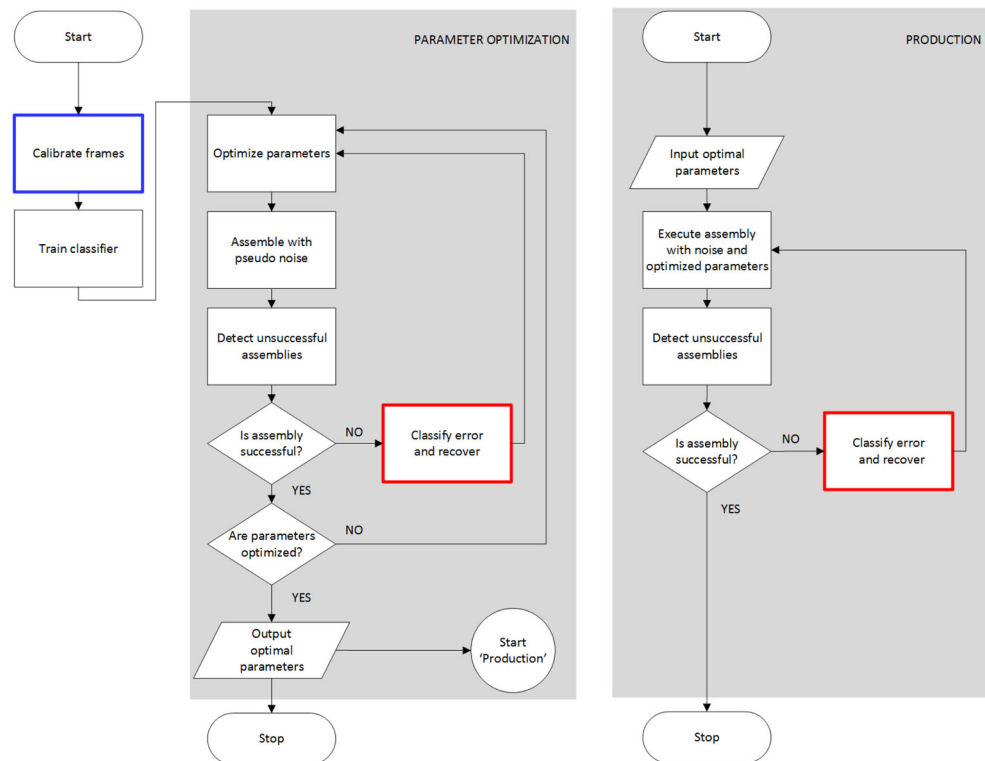 Start
Calibrate frames
Train classifier
PARAMETER OPTIMIZATION
Optimize parameters
Assemble with
pseudo noise
Detect unsuccessful
assemblies
Is assembly
successful?
NO
Classify error
and recover
YES
Are parameters
optimized?
NO
YES
Output
optimal
parameters
Start
‘Production’
Stop
PRODUCTION
Start
Input optimal
parameters
Execute assembly
with noise and
optimized parameters
Detect unsuccessful
assemblies
Is assembly
successful?
NO
Classify error
and recover
YES
Stop